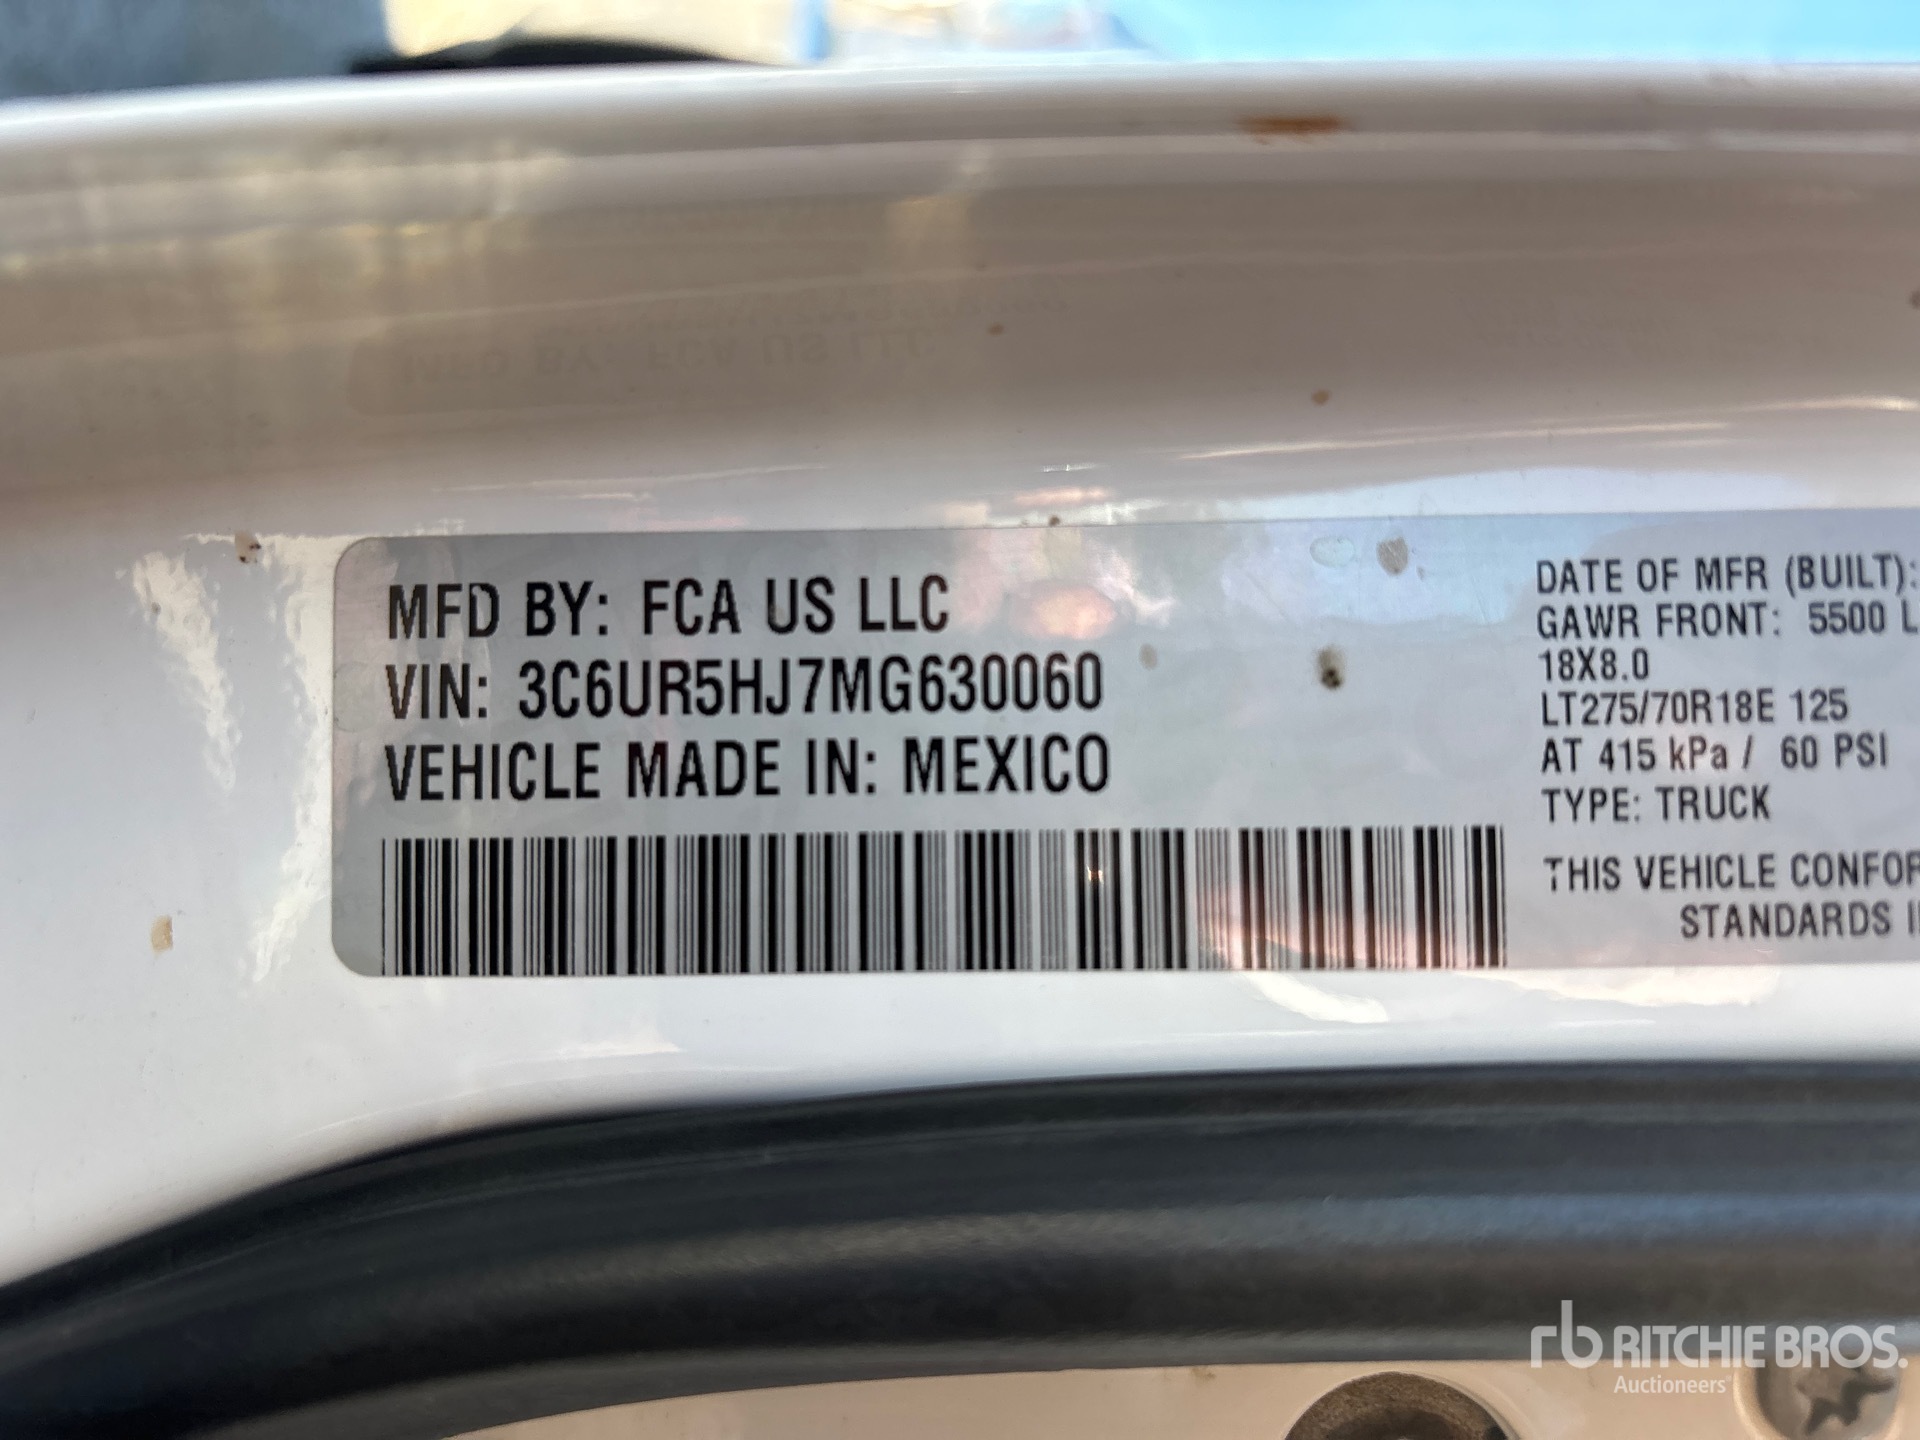 MFD BY: FCA US LLC
VIN: 3C6UR5HJ7MG630060
VEHICLE MADE IN: MEXICO
DATE OF MFR (BUILT):
GAWR FRONT: 5500 L
18X8.0
LT275/70R18E 125
AT 415 kPa / 60 PSI
TYPE: TRUCK
THIS VEHICLE CONFOR
STANDARDS I
rb RITCHIE BROS.
Auctioneers